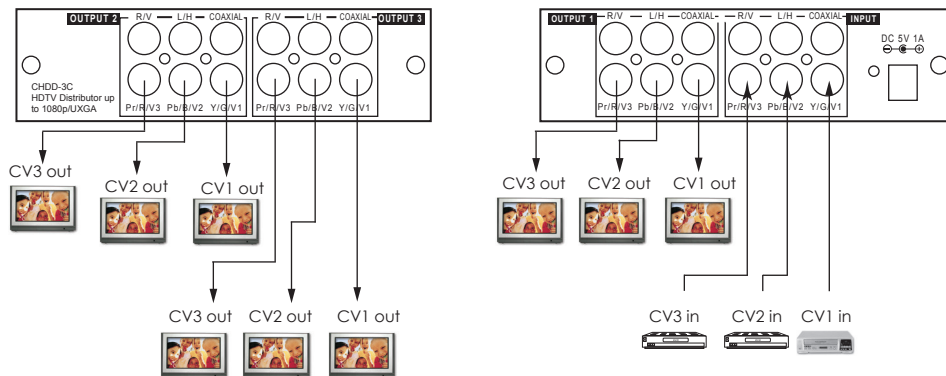 OUTPUT 2 R/V L/H COAXIAL R/V L/H COAXIAL OUTPUT 3
CHDD-3C
HDTV Distributor up
to 1080p/UXGA
Pr/R/V3 Pb/B/V2 Y/G/V1 Pr/R/V3 Pb/B/V2 Y/G/V1
CV3 out
CV2 out
CV1 out
CV3 out CV2 out CV1 out
OUTPUT 1 R/V L/H COAXIAL R/V L/H COAXIAL INPUT
DC 5V 1A
Pr/R/V3 Pb/B/V2 Y/G/V1 Pr/R/V3 Pb/B/V2 Y/G/V1
CV3 out CV2 out CV1 out
CV3 in CV2 in CV1 in